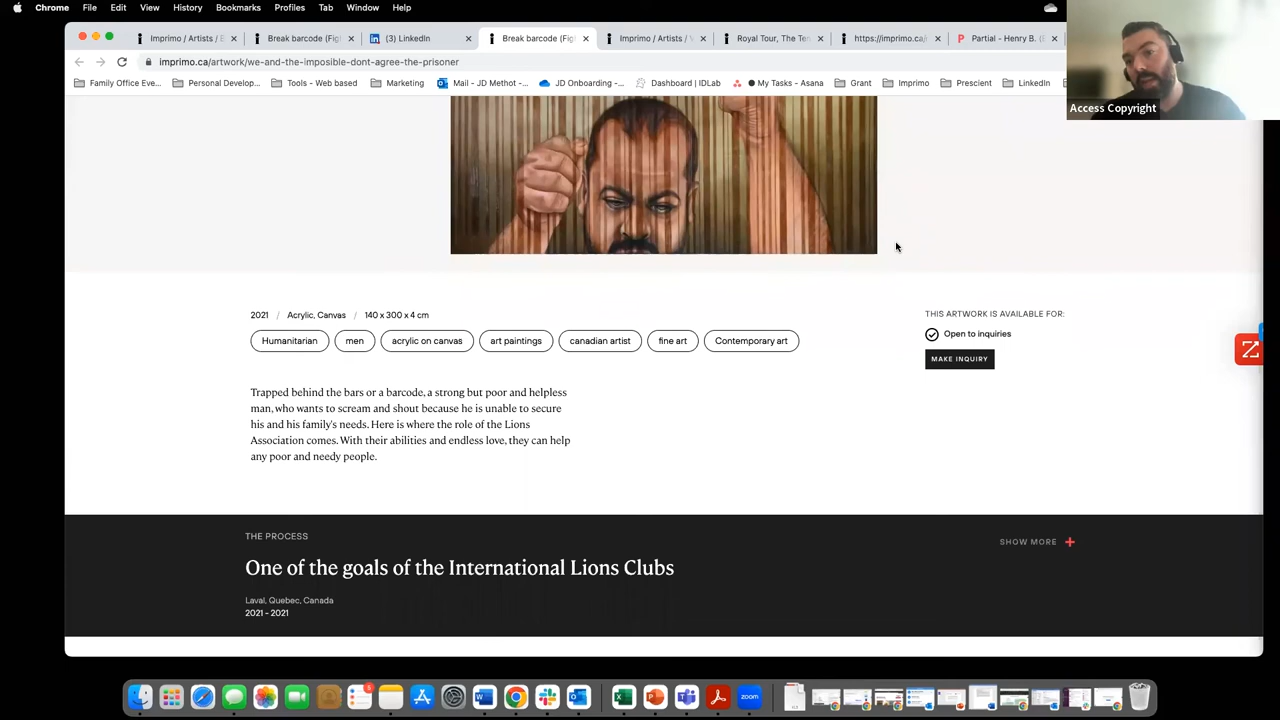 Chrome File Edit View History Bookmarks Profiles Tab Window Help
Imprimo / Artists / Break barcode (Fig (3) LinkedIn Break barcode (Fig Imprimo / Artists / Royal Tour, The Ten https://imprimo.ca/ Partial - Henry B. (E
imprimo.ca/artwork/we-and-the-imposible-dont-agree-the-prisoner
Family Office Eve... Personal Develop... Tools - Web based Marketing Mail - JD Methot -... JD Onboarding -... Dashboard | IDLab My Tasks - Asana Grant Imprimo Prescient LinkedIn
Access Copyright
2021 / Acrylic, Canvas / 140 x 300 x 4 cm
THIS ARTWORK IS AVAILABLE FOR:
Open to inquiries
Humanitarian men acrylic on canvas art paintings canadian artist fine art Contemporary art
MAKE INQUIRY
Trapped behind the bars or a barcode, a strong but poor and helpless
man, who wants to scream and shout because he is unable to secure
his and his family's needs. Here is where the role of the Lions
Association comes. With their abilities and endless love, they can help
any poor and needy people.
THE PROCESS
SHOW MORE +
One of the goals of the International Lions Clubs
Laval, Quebec, Canada
2021 - 2021
zoom